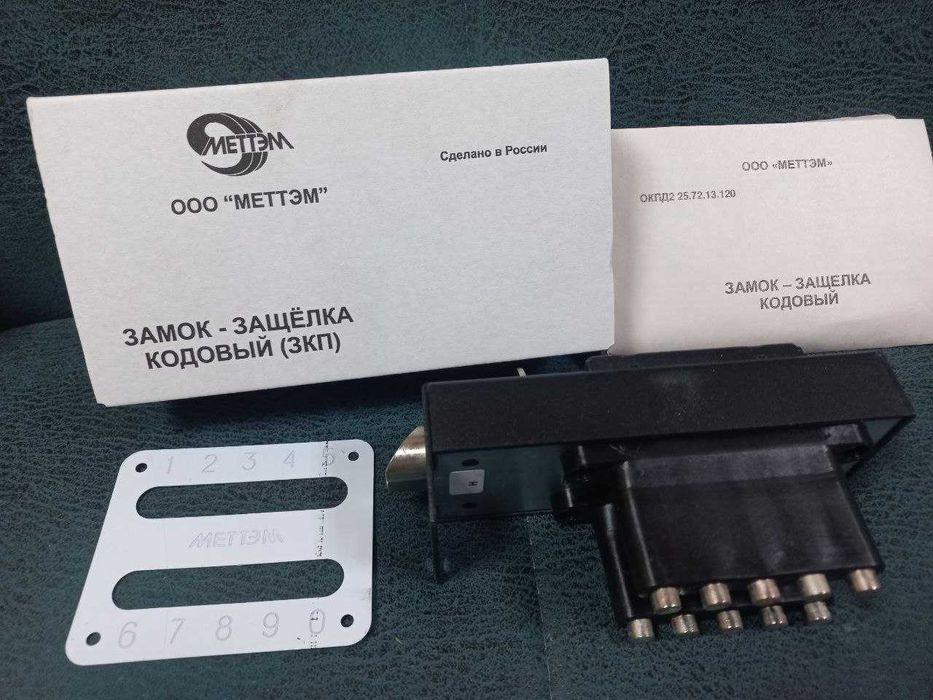 МЕТТЭМ
ООО “МЕТТЭМ”
Сделано в России
ЗАМОК - ЗАЩЁЛКА
КОДОВЫЙ (ЗКП)
ООО «МЕТТЭМ»
ОКПД2 25.72.13.120
ЗАМОК – ЗАЩЕЛКА
КОДОВЫЙ
1 2 3 4 5
МЕТТЭМ
6 7 8 9 0
Н